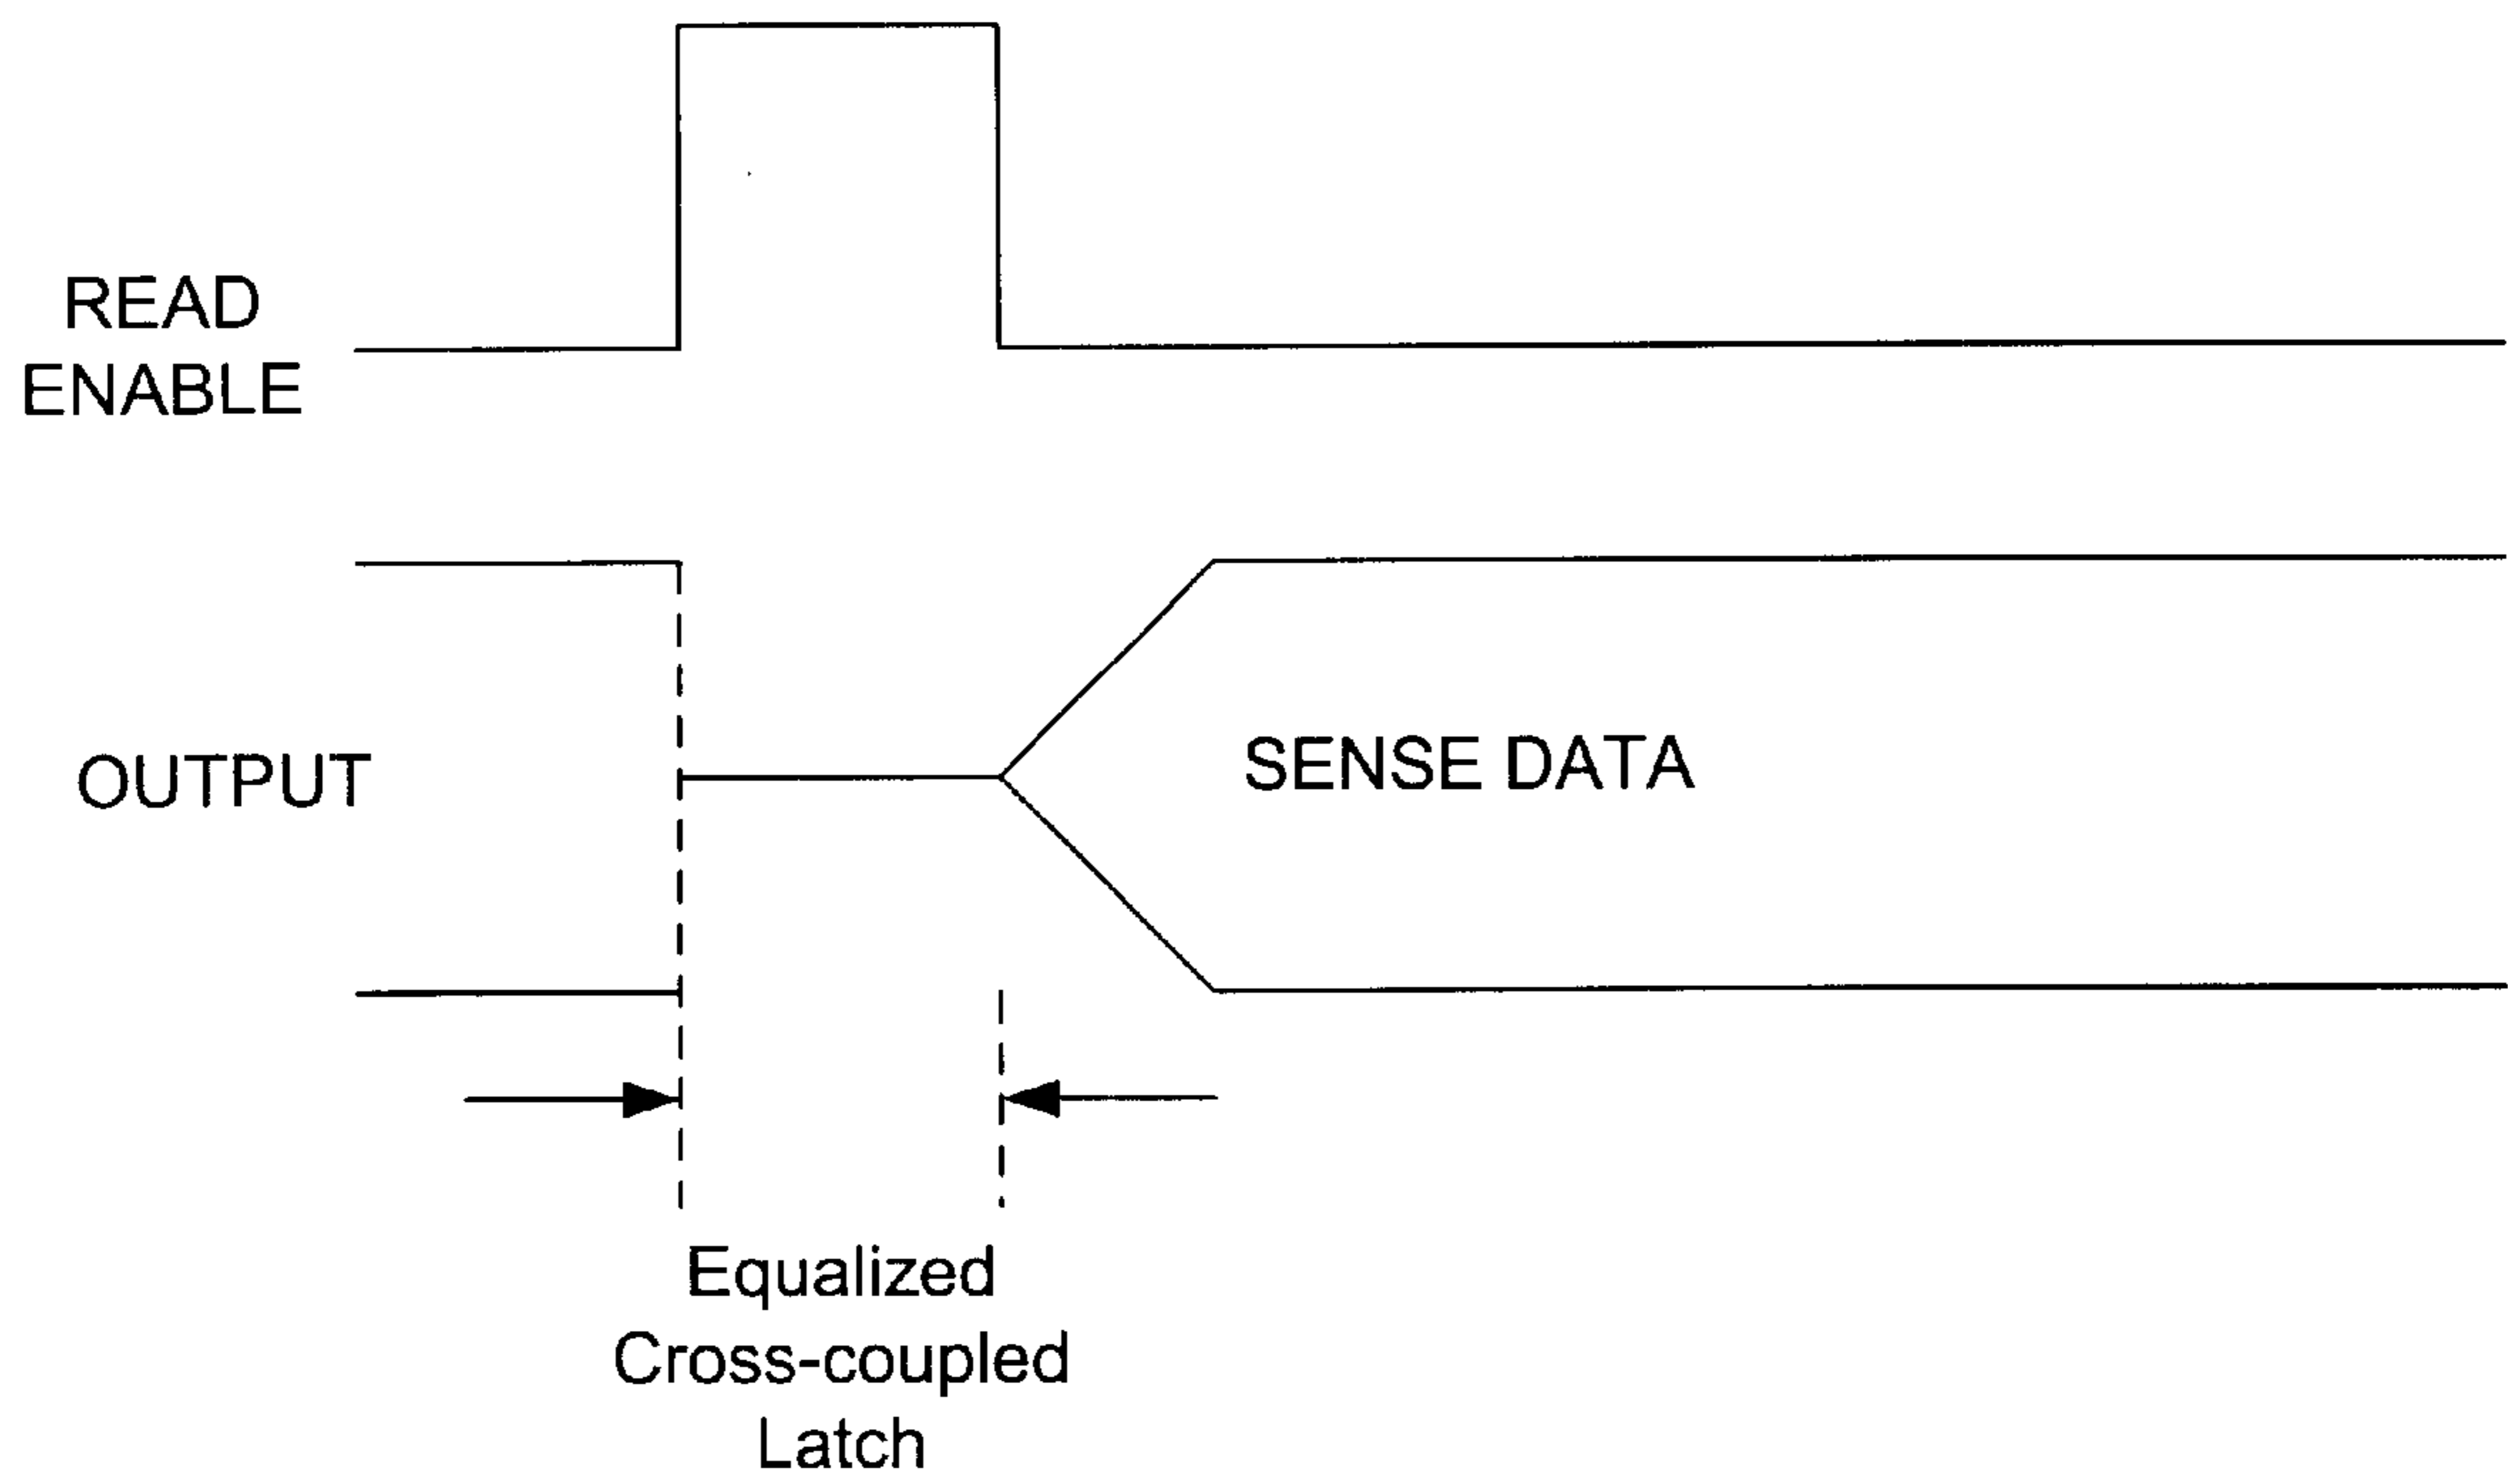 READ
ENABLE
OUTPUT
SENSE DATA
Equalized
Cross-coupled
Latch